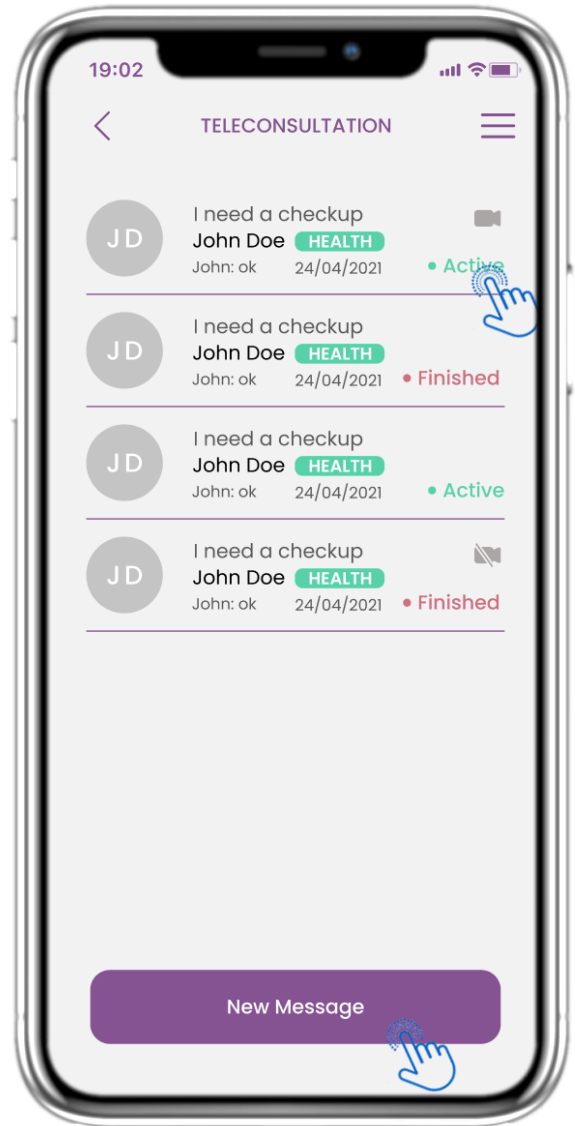 19:02
TELECONSULTATION
JD
I need a checkup
John Doe HEALTH
John: ok 24/04/2021 • Active
JD
I need a checkup
John Doe HEALTH
John: ok 24/04/2021 • Finished
JD
I need a checkup
John Doe HEALTH
John: ok 24/04/2021 • Active
JD
I need a checkup
John Doe HEALTH
John: ok 24/04/2021 • Finished
New Message